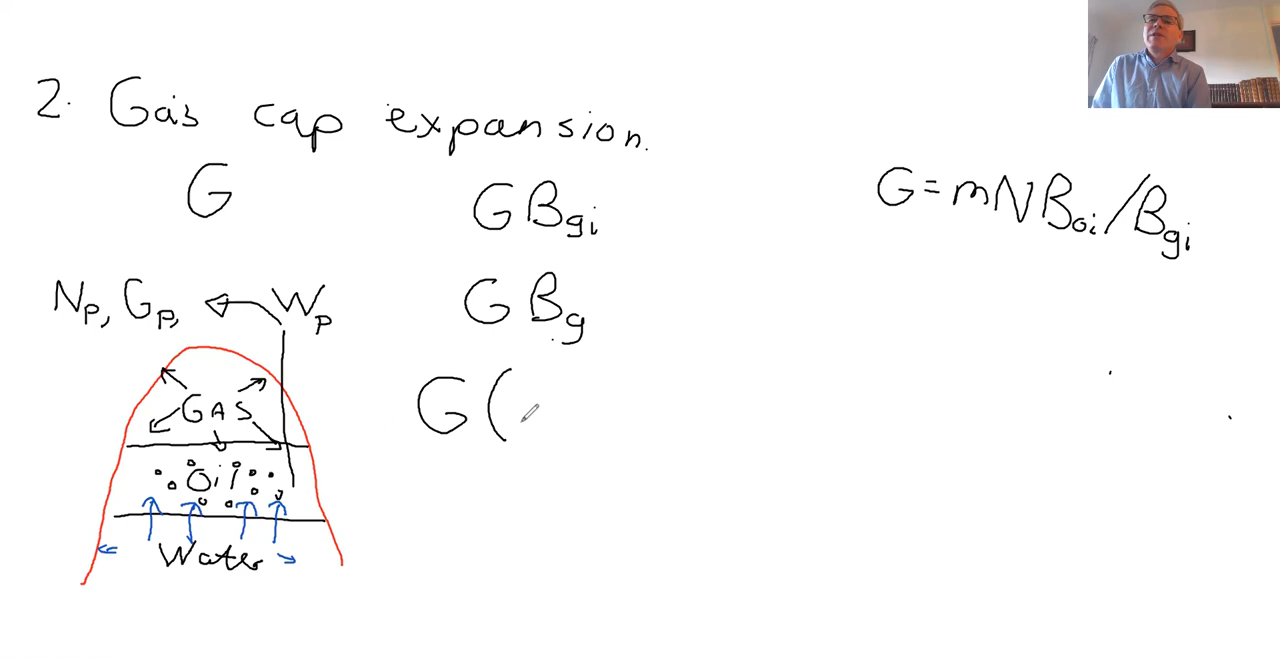 2. Gas cap expansion.
G
GBgi
G=mNBoi/Bgi
Np, Gp, Wp
GBg
GAS
G(
Oil
Water